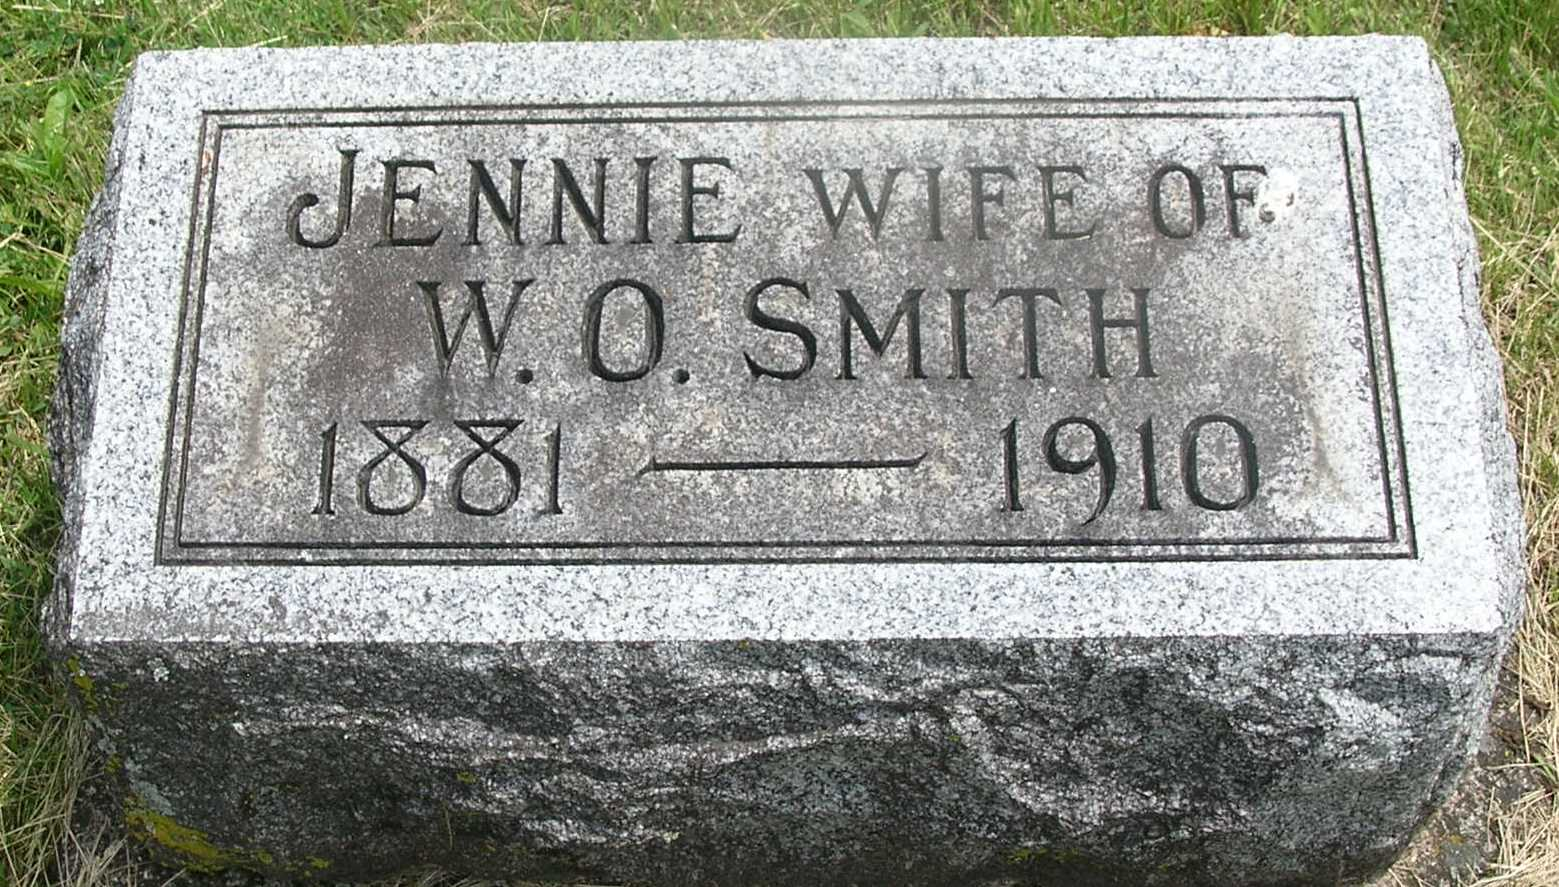 JENNIE WIFE OF
W. O. SMITH
1881 — 1910